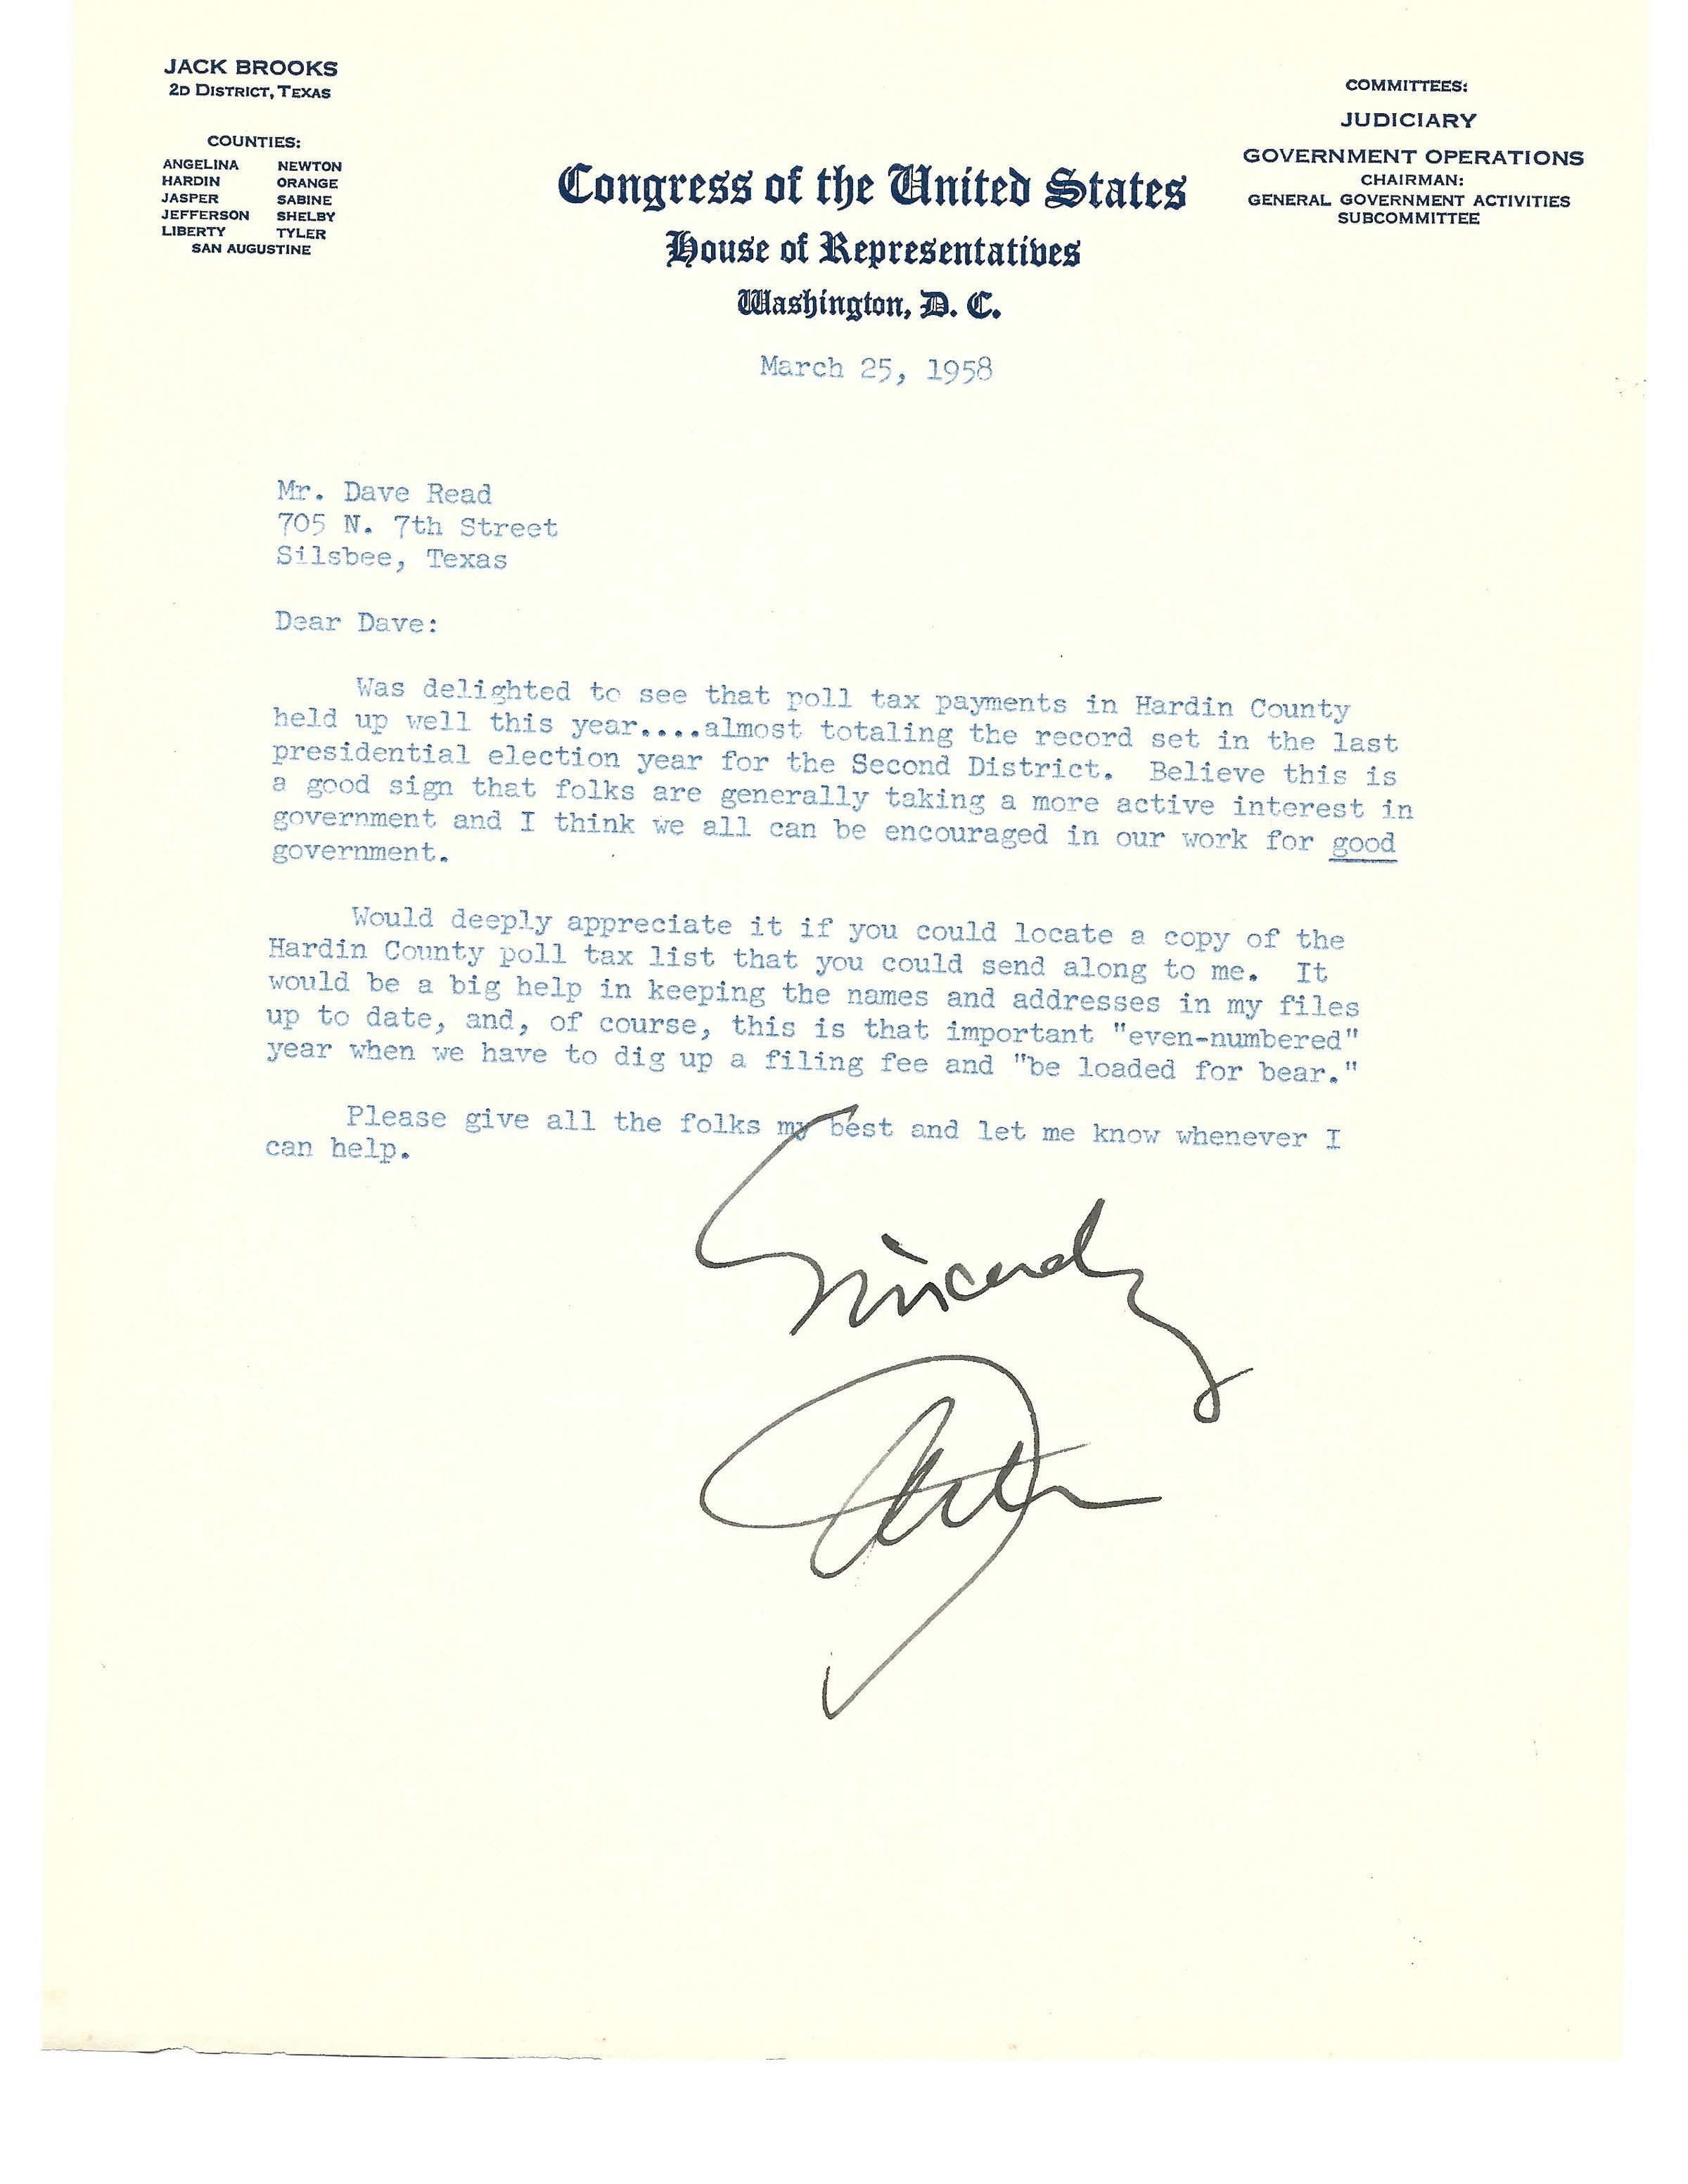 JACK BROOKS
2D DISTRICT, TEXAS
COUNTIES:
ANGELINA NEWTON
HARDIN ORANGE
JASPER SABINE
JEFFERSON SHELBY
LIBERTY TYLER
SAN AUGUSTINE
COMMITTEES:
JUDICIARY
GOVERNMENT OPERATIONS
CHAIRMAN:
GENERAL GOVERNMENT ACTIVITIES
SUBCOMMITTEE
Congress of the United States
House of Representatives
Washington, D. C.
March 25, 1958
Mr. Dave Read
705 N. 7th Street
Silsbee, Texas
Dear Dave:
Was delighted to see that poll tax payments in Hardin County
held up well this year....almost totaling the record set in the last
presidential election year for the Second District. Believe this is
a good sign that folks are generally taking a more active interest in
government and I think we all can be encouraged in our work for good
government.
Would deeply appreciate it if you could locate a copy of the
Hardin County poll tax list that you could send along to me. It
would be a big help in keeping the names and addresses in my files
up to date, and, of course, this is that important "even-numbered"
year when we have to dig up a filing fee and "be loaded for bear."
Please give all the folks my best and let me know whenever I
can help.
Sincerely